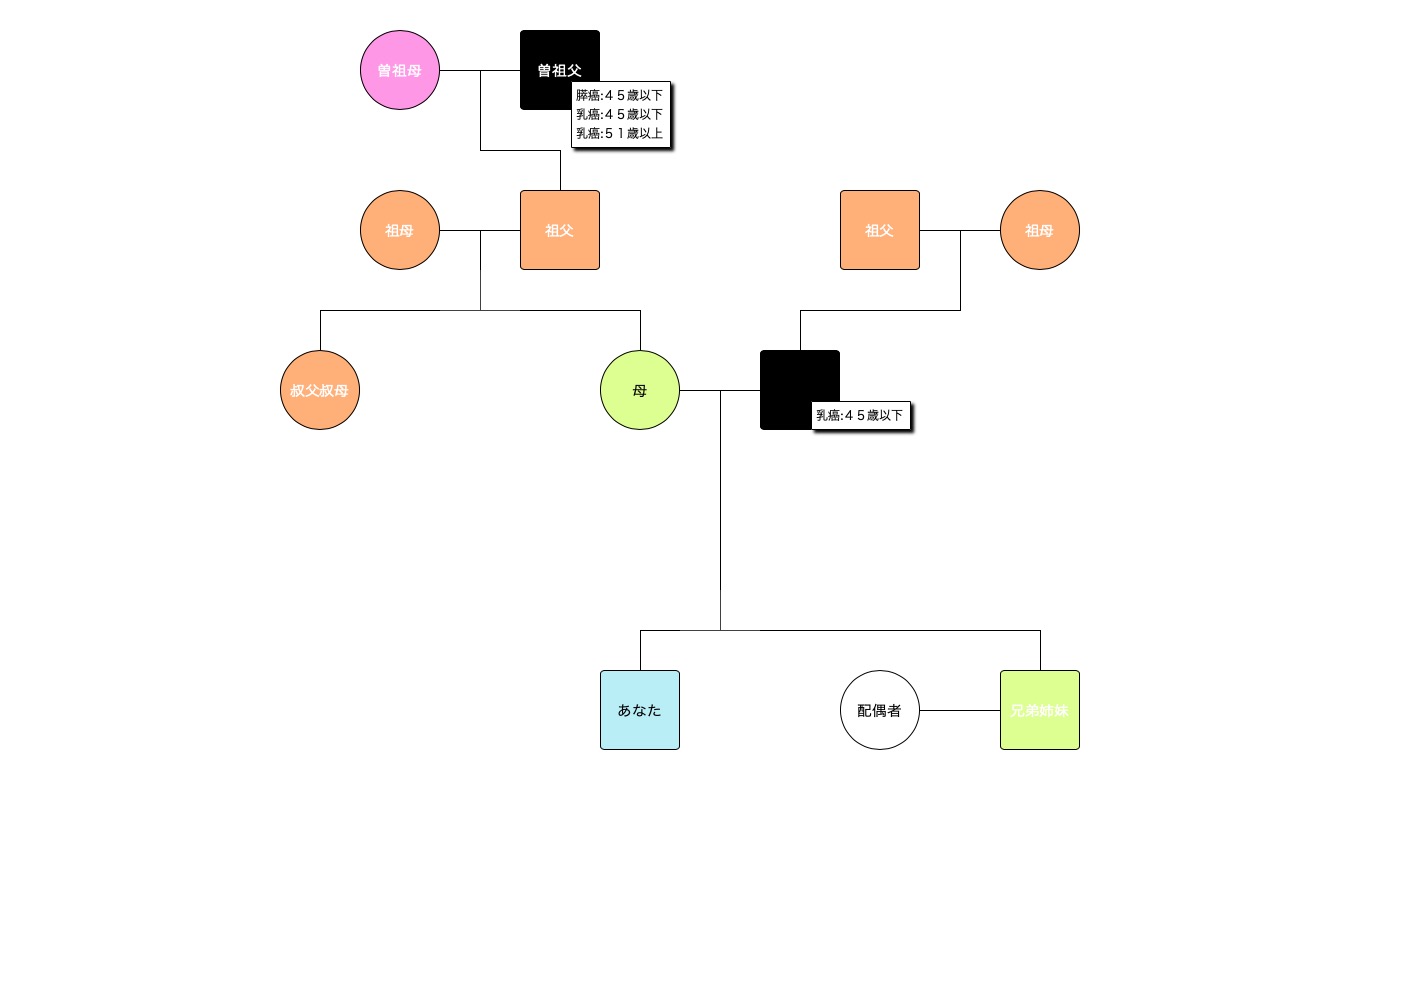 曽祖母
曽祖父
膵癌:４５歳以下
乳癌:４５歳以下
乳癌:５１歳以上
祖母
祖父
祖父
祖母
叔父叔母
母
乳癌:４５歳以下
あなた
配偶者
兄弟姉妹